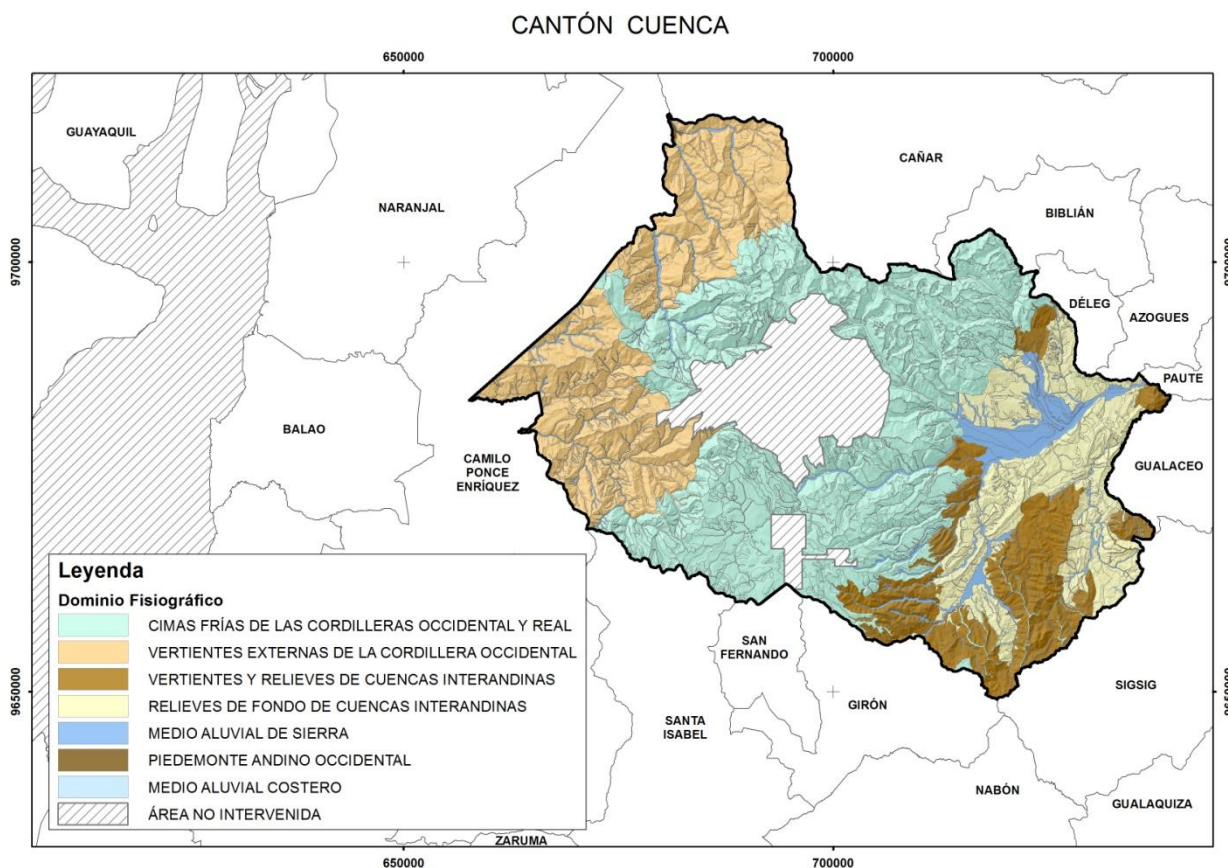 CANTÓN CUENCA
650000
700000
GUAYAQUIL
CAÑAR
NARANJAL
BIBLIÁN
9700000
9700000
DÉLEG
AZOGUES
PAUTE
BALAO
CAMILO
PONCE
ENRÍQUEZ
GUALACEO
Leyenda
Dominio Fisiográfico
CIMAS FRÍAS DE LAS CORDILLERAS OCCIDENTAL Y REAL
VERTIENTES EXTERNAS DE LA CORDILLERA OCCIDENTAL
VERTIENTES Y RELIEVES DE CUENCAS INTERANDINAS
RELIEVES DE FONDO DE CUENCAS INTERANDINAS
MEDIO ALUVIAL DE SIERRA
PIEDEMONTE ANDINO OCCIDENTAL
MEDIO ALUVIAL COSTERO
ÁREA NO INTERVENIDA
SAN
FERNANDO
SIGSIG
9650000
9650000
GIRÓN
SANTA
ISABEL
NABÓN
GUALAQUIZA
ZARUMA
650000
700000